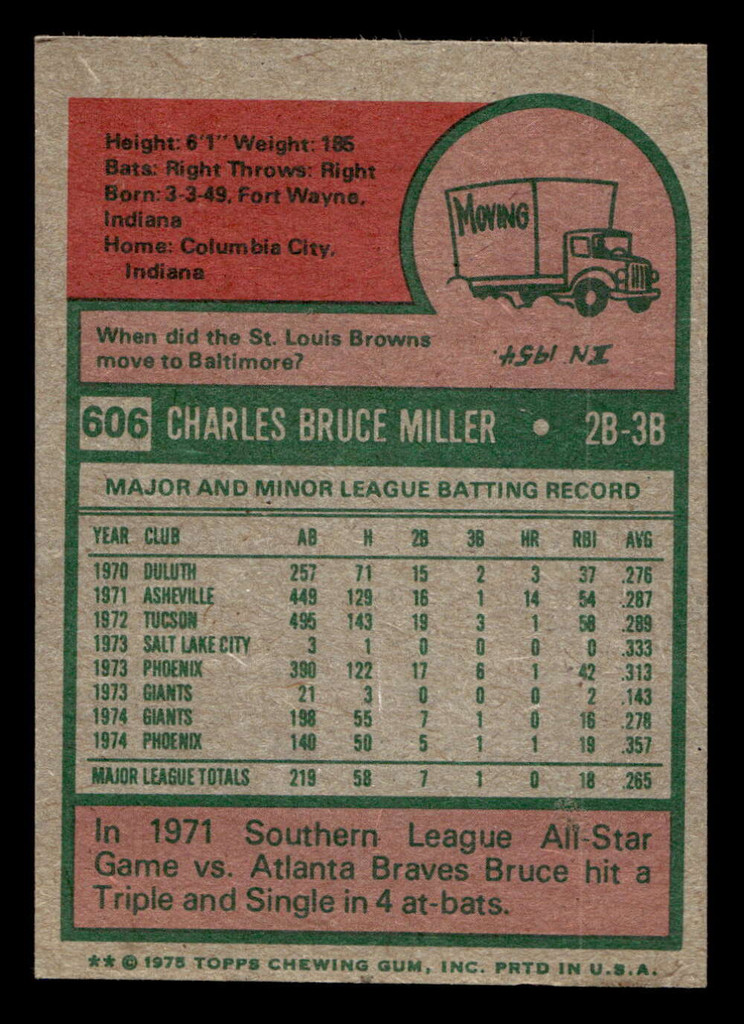 Height: 6'1" Weight: 185
Bats: Right Throws: Right
Born: 3-3-49, Fort Wayne,
Indiana
Home: Columbia City,
Indiana
MOVING
When did the St. Louis Browns
move to Baltimore?
IN 1954.
606 CHARLES BRUCE MILLER • 2B-3B
MAJOR AND MINOR LEAGUE BATTING RECORD
YEAR CLUB AB H 2B 3B HR RBI AVG
1970 DULUTH 257 71 15 2 3 37 .276
1971 ASHEVILLE 449 129 16 1 14 54 .287
1972 TUCSON 495 143 19 3 1 58 .289
1973 SALT LAKE CITY 3 1 0 0 0 0 .333
1973 PHOENIX 390 122 17 6 1 42 .313
1973 GIANTS 21 3 0 0 0 2 .143
1974 GIANTS 198 55 7 1 0 16 .278
1974 PHOENIX 140 50 5 1 1 19 .357
MAJOR LEAGUE TOTALS 219 58 7 1 0 18 .265
In 1971 Southern League All-Star
Game vs. Atlanta Braves Bruce hit a
Triple and Single in 4 at-bats.
** © 1975 TOPPS CHEWING GUM, INC. PRTD IN U.S.A.